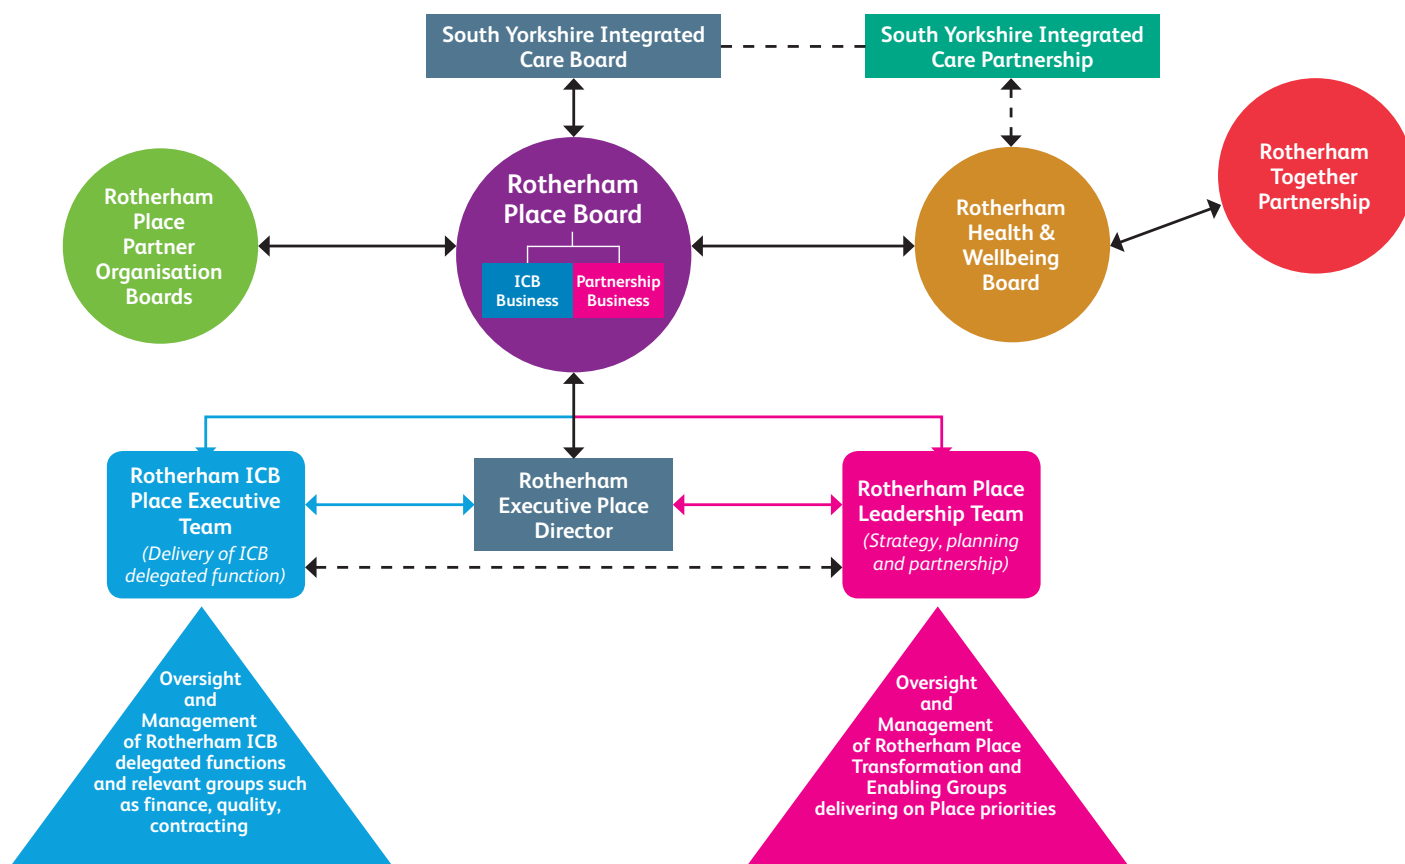 South Yorkshire Integrated
Care Board
South Yorkshire Integrated
Care Partnership
Rotherham
Together
Partnership
Rotherham
Place
Partner
Organisation
Boards
Rotherham
Place Board
ICB
Business
Partnership
Business
Rotherham
Health &
Wellbeing
Board
Rotherham ICB
Place Executive
Team
(Delivery of ICB
delegated function)
Rotherham
Executive Place
Director
Rotherham Place
Leadership Team
(Strategy, planning
and partnership)
Oversight
and
Management
of Rotherham ICB
delegated functions
and relevant groups such
as finance, quality,
contracting
Oversight
and
Management
of Rotherham Place
Transformation and
Enabling Groups
delivering on Place priorities